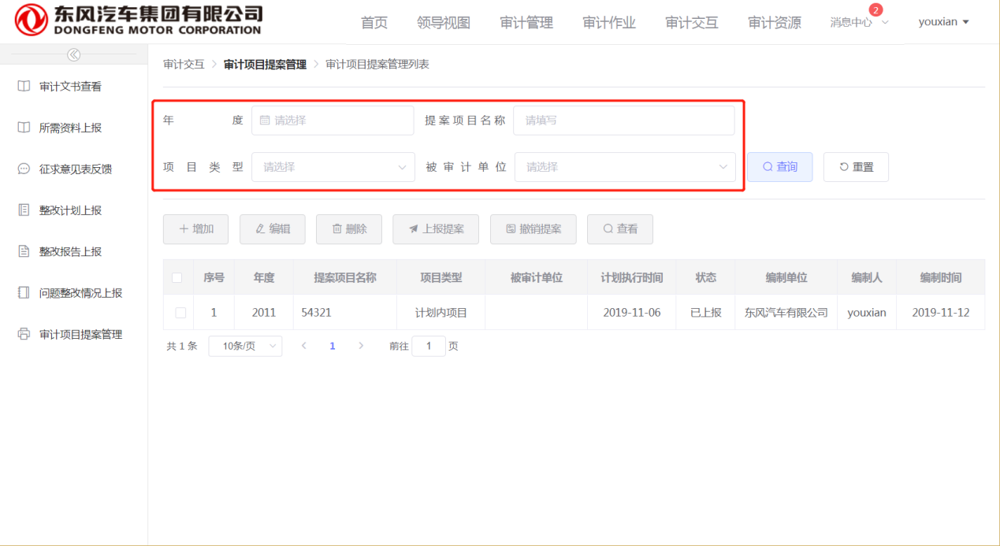 东风汽车集团有限公司
DONGFENG MOTOR CORPORATION
首页 领导视图 审计管理 审计作业 审计交互 审计资源 消息中心 2 youxian
审计文书查看
所需资料上报
征求意见表反馈
整改计划上报
整改报告上报
问题整改情况上报
审计项目提案管理
审计交互 > 审计项目提案管理 > 审计项目提案管理列表
年 度 请选择 提案项目名称 请填写
项目类型 请选择 被审计单位 请选择 查询 重置
增加 编辑 删除 上报提案 撤销提案 查看
序号 年度 提案项目名称 项目类型 被审计单位 计划执行时间 状态 编制单位 编制人 编制时间
1 2011 54321 计划内项目 2019-11-06 已上报 东风汽车有限公司 youxian 2019-11-12
共 1 条 10条/页 < 1 > 前往 1 页